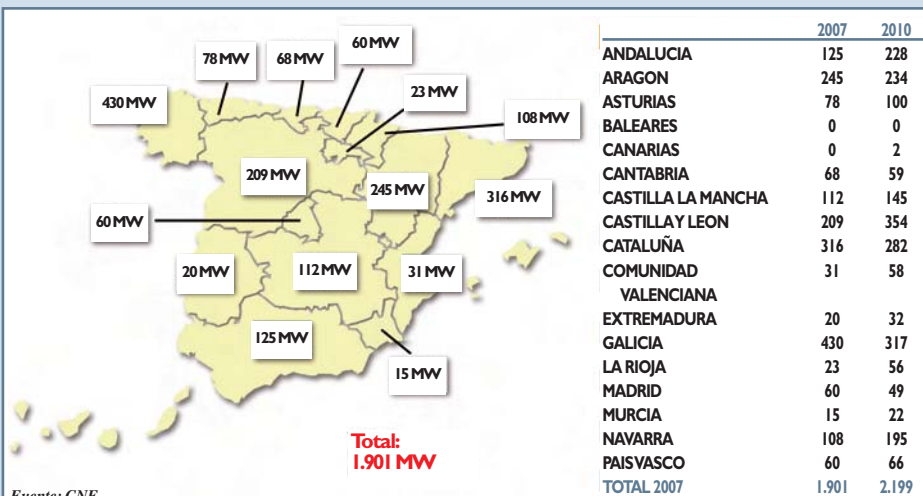 60 MW
78 MW
68 MW
23 MW
430 MW
108 MW
209 MW
245 MW
316 MW
60 MW
20 MW
112 MW
31 MW
125 MW
15 MW
Total:
1.901 MW
Fuente: CNE
2007 2010
ANDALUCIA 125 228
ARAGON 245 234
ASTURIAS 78 100
BALEARES 0 0
CANARIAS 0 2
CANTABRIA 68 59
CASTILLA LA MANCHA 112 145
CASTILLA Y LEON 209 354
CATALUÑA 316 282
COMUNIDAD 31 58
VALENCIANA
EXTREMADURA 20 32
GALICIA 430 317
LA RIOJA 23 56
MADRID 60 49
MURCIA 15 22
NAVARRA 108 195
PAIS VASCO 60 66
TOTAL 2007 1.901 2.199